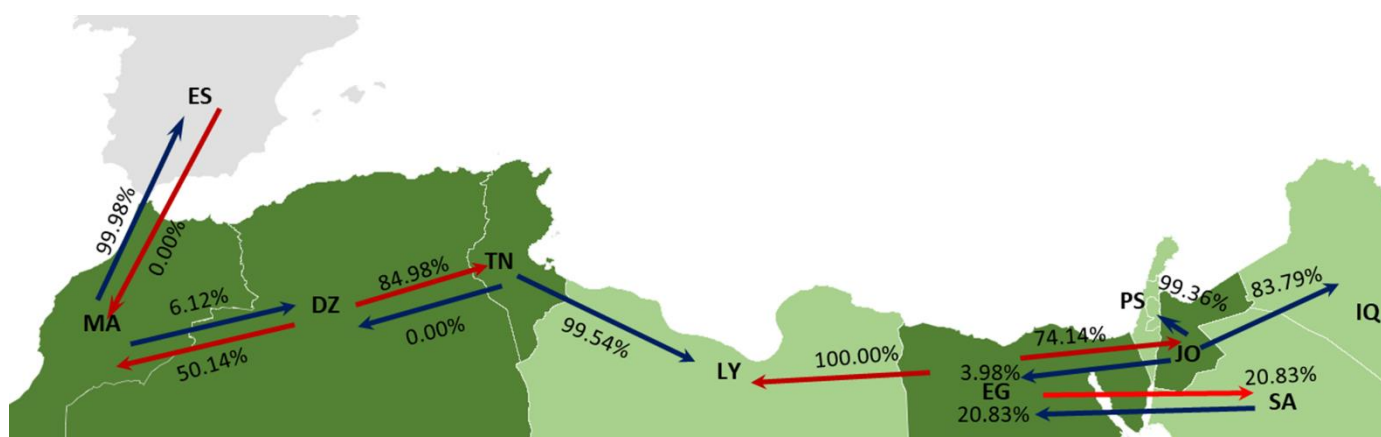 ES
99.98%
0.00%
MA
6.12%
50.14%
DZ
84.98%
0.00%
TN
99.54%
LY
100.00%
74.14%
3.98%
EG
20.83%
PS
99.36%
JO
83.79%
IQ
20.83%
SA